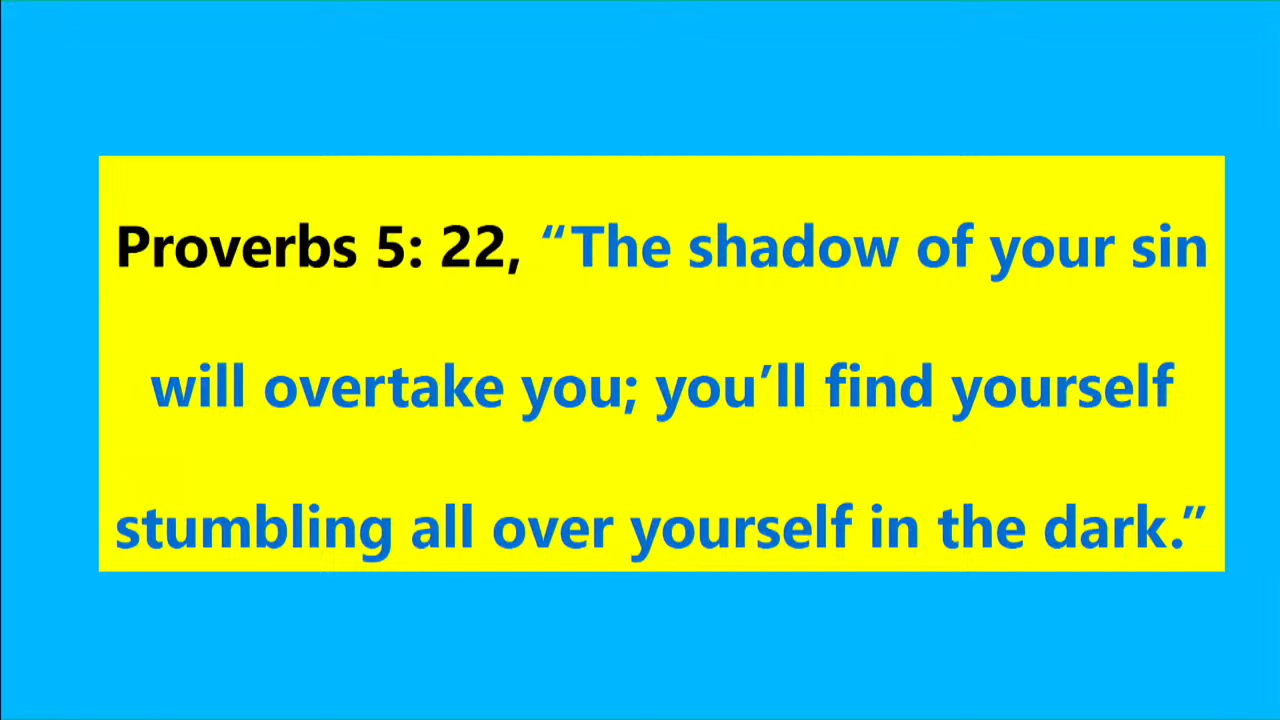 Proverbs 5: 22, “The shadow of your sin
will overtake you; you’ll find yourself
stumbling all over yourself in the dark.”